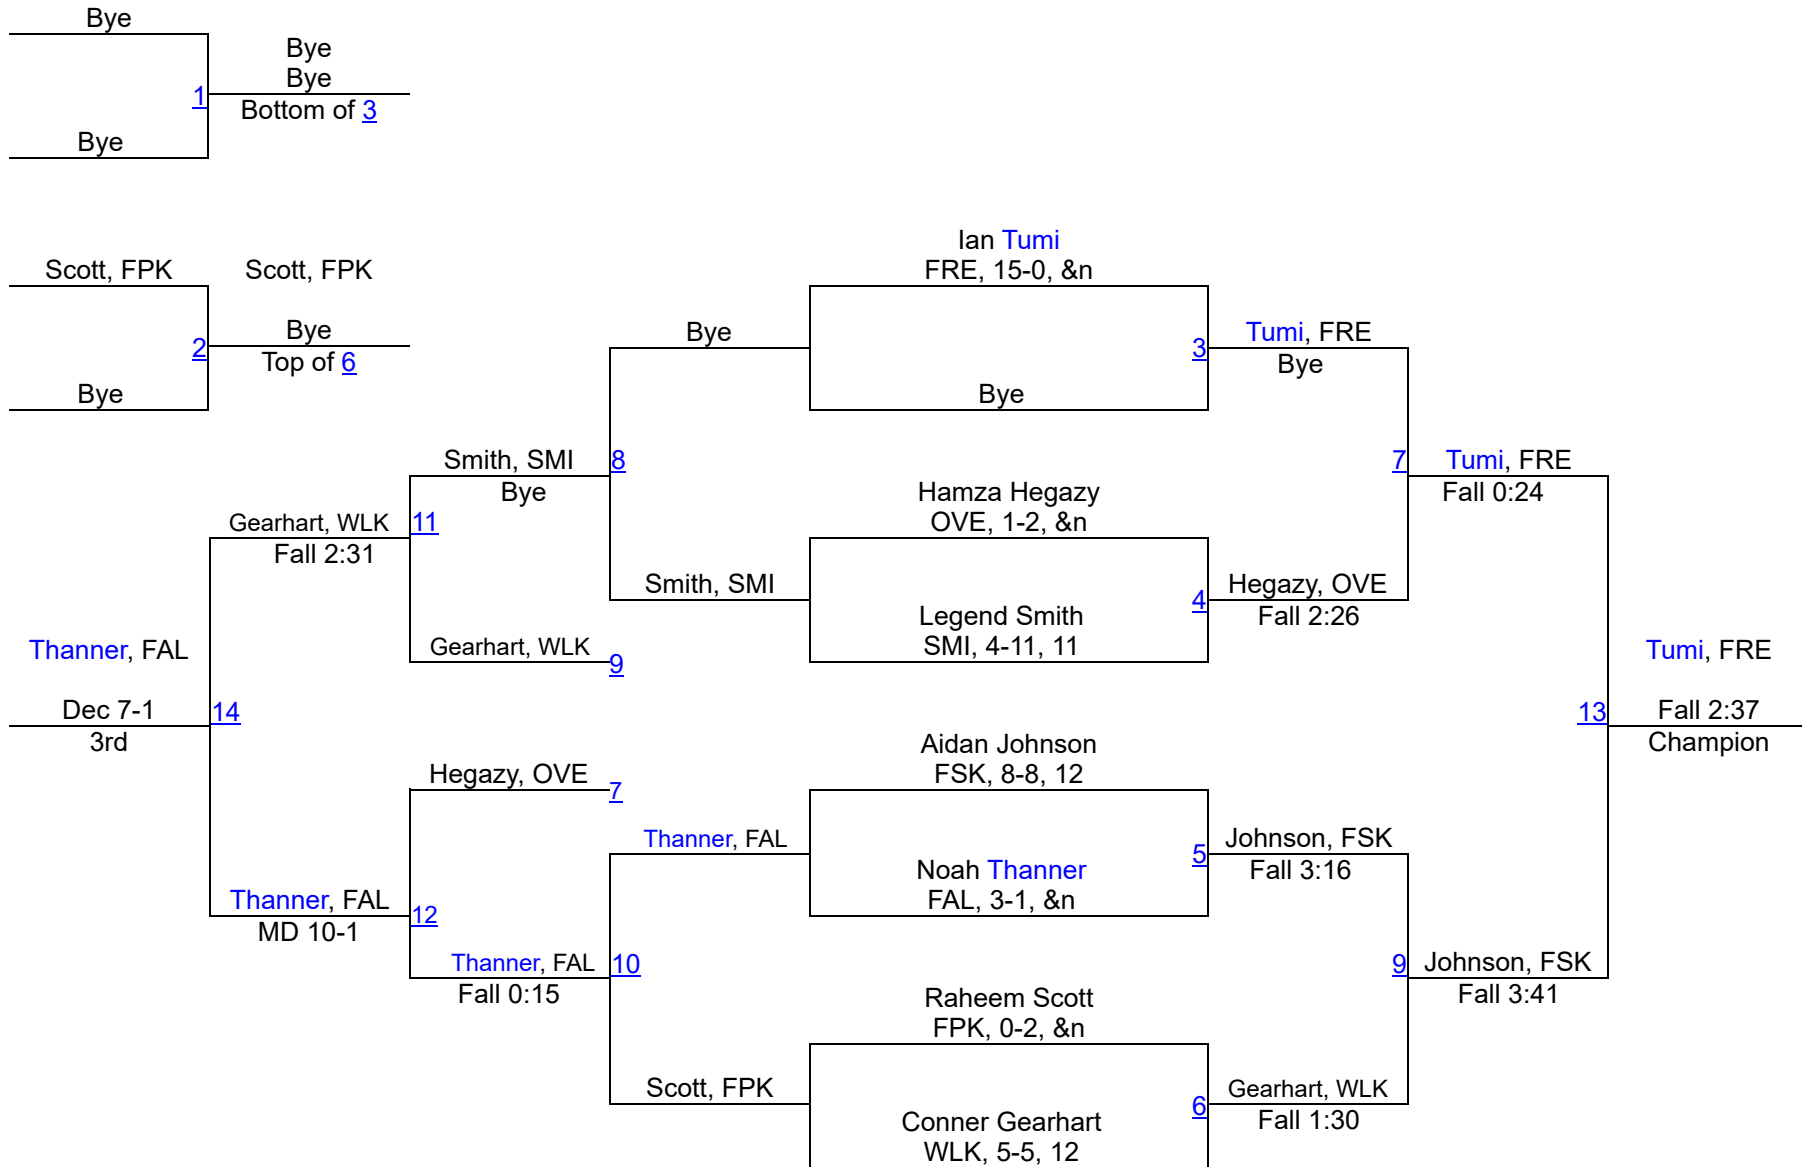 Bye
Bye
Bye
1
Bottom of 3
Bye
Scott, FPK
Scott, FPK
Bye
2
Top of 6
Bye
Ian Tumi
FRE, 15-0, &n
Bye
3
Tumi, FRE
Bye
Bye
Smith, SMI
8
Bye
7
Tumi, FRE
Fall 0:24
Hamza Hegazy
OVE, 1-2, &n
Gearhart, WLK
11
Fall 2:31
Smith, SMI
4
Hegazy, OVE
Fall 2:26
Legend Smith
SMI, 4-11, 11
Gearhart, WLK
9
Thanner, FAL
Dec 7-1
14
3rd
Tumi, FRE
13
Fall 2:37
Champion
Aidan Johnson
FSK, 8-8, 12
Hegazy, OVE
7
Thanner, FAL
5
Johnson, FSK
Fall 3:16
Noah Thanner
FAL, 3-1, &n
Thanner, FAL
12
MD 10-1
Thanner, FAL
10
Fall 0:15
9
Johnson, FSK
Fall 3:41
Raheem Scott
FPK, 0-2, &n
Scott, FPK
6
Gearhart, WLK
Fall 1:30
Conner Gearhart
WLK, 5-5, 12